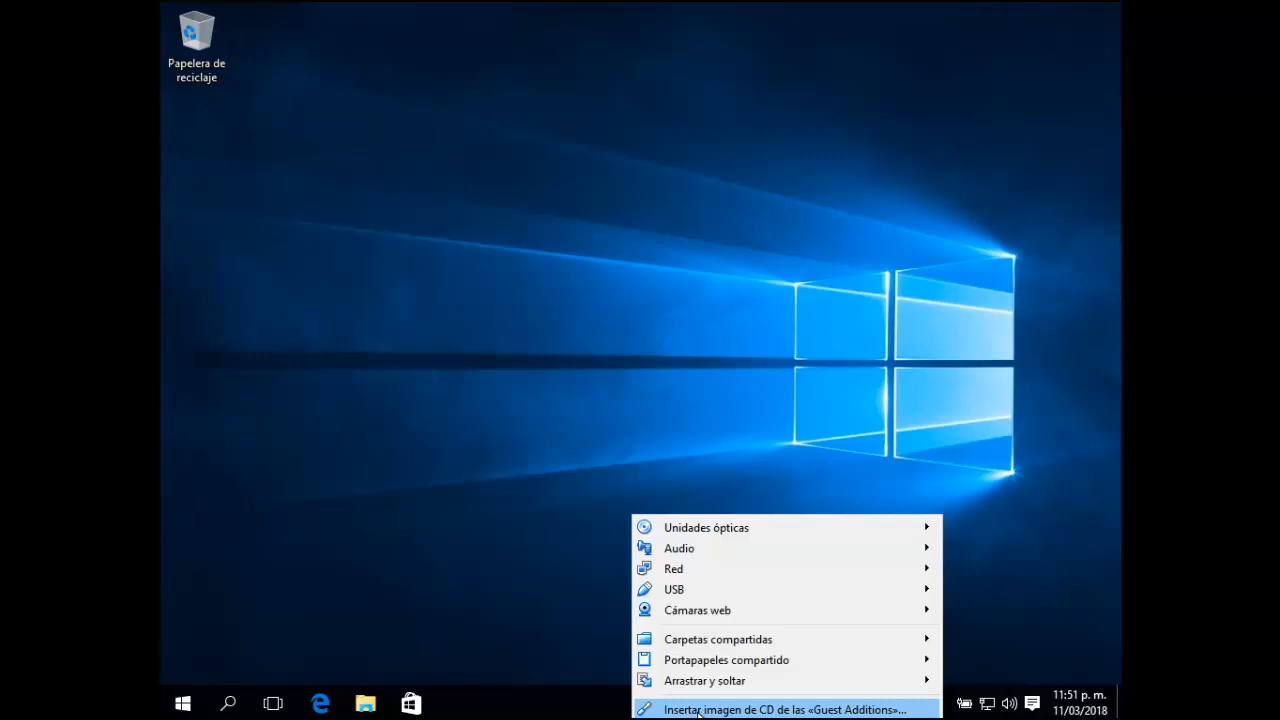 Papelera de
reciclaje
Unidades ópticas
Audio
Red
USB
Cámaras web
Carpetas compartidas
Portapapeles compartido
Arrastrar y soltar
Insertar imagen de CD de las «Guest Additions»...
11:51 p. m.
11/03/2018